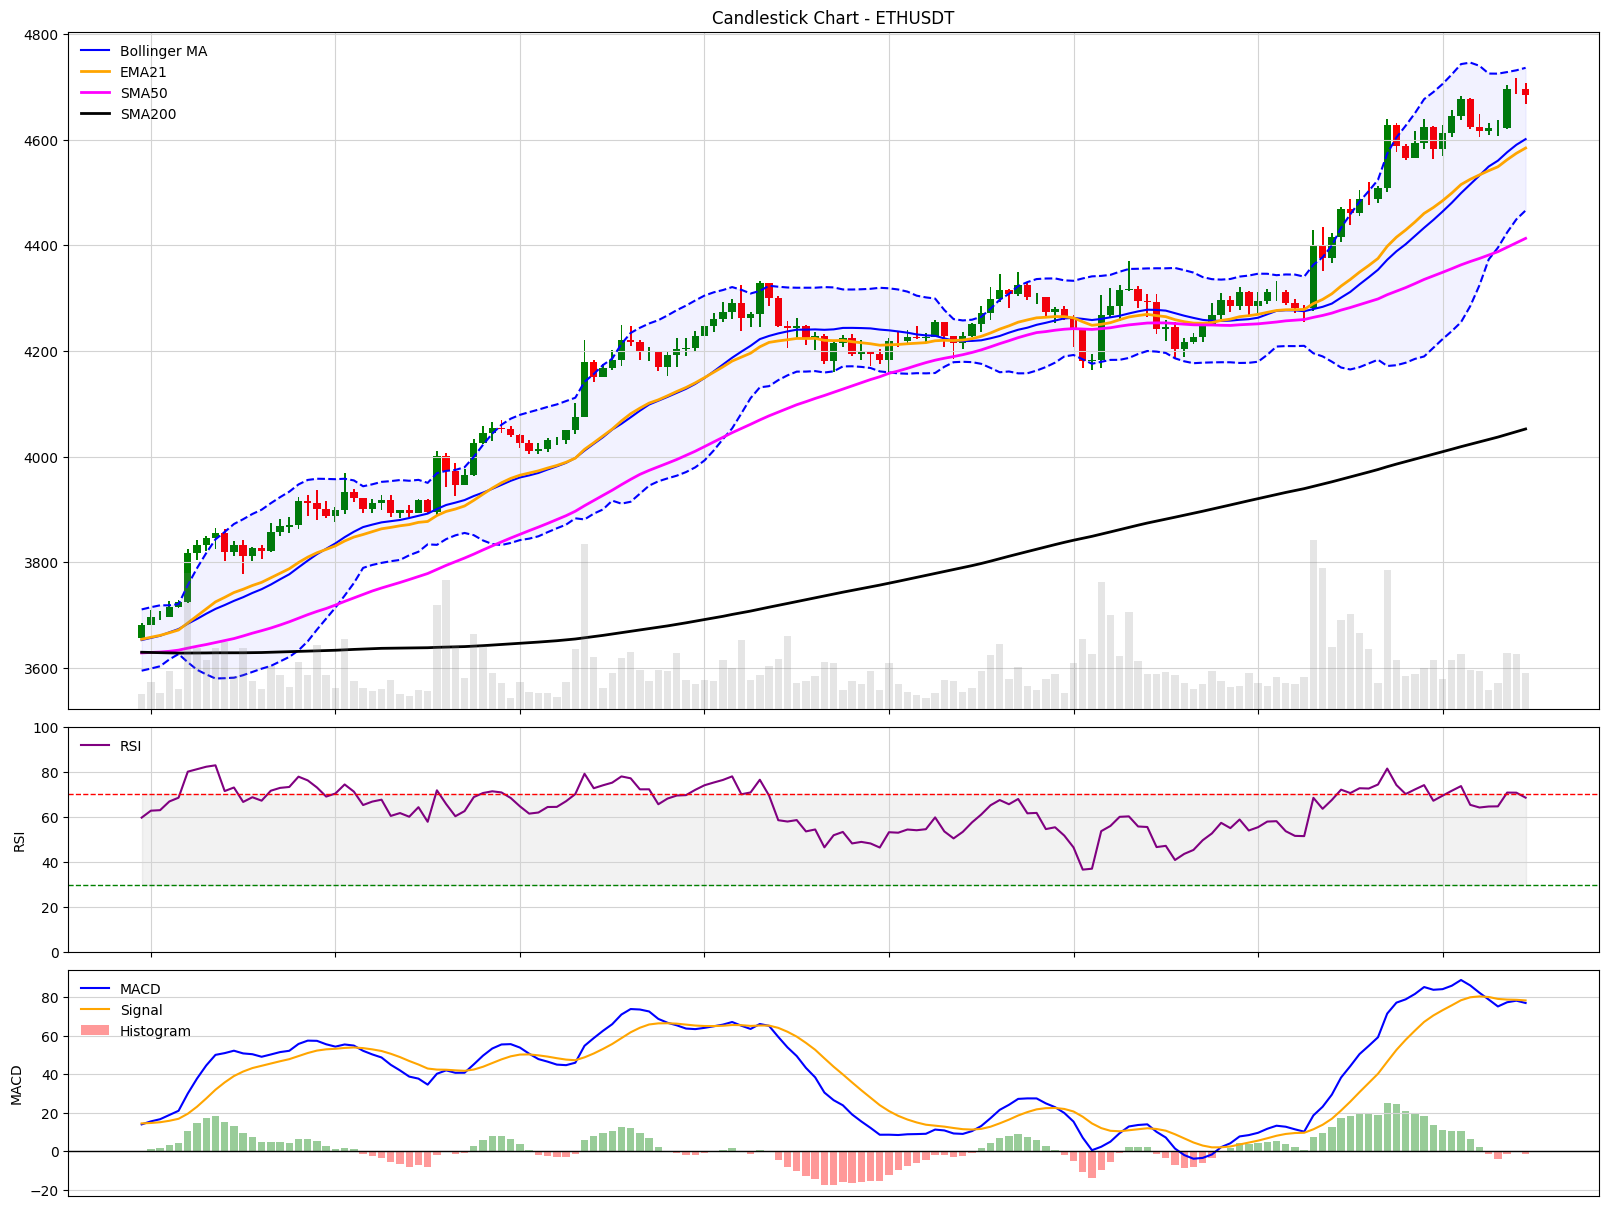 Candlestick Chart - ETHUSDT
4800
4600
4400
4200
4000
3800
3600
Bollinger MA
EMA21
SMA50
SMA200
100
80
60
40
20
0
RSI
RSI
80
60
40
20
0
−20
MACD
MACD
Signal
Histogram